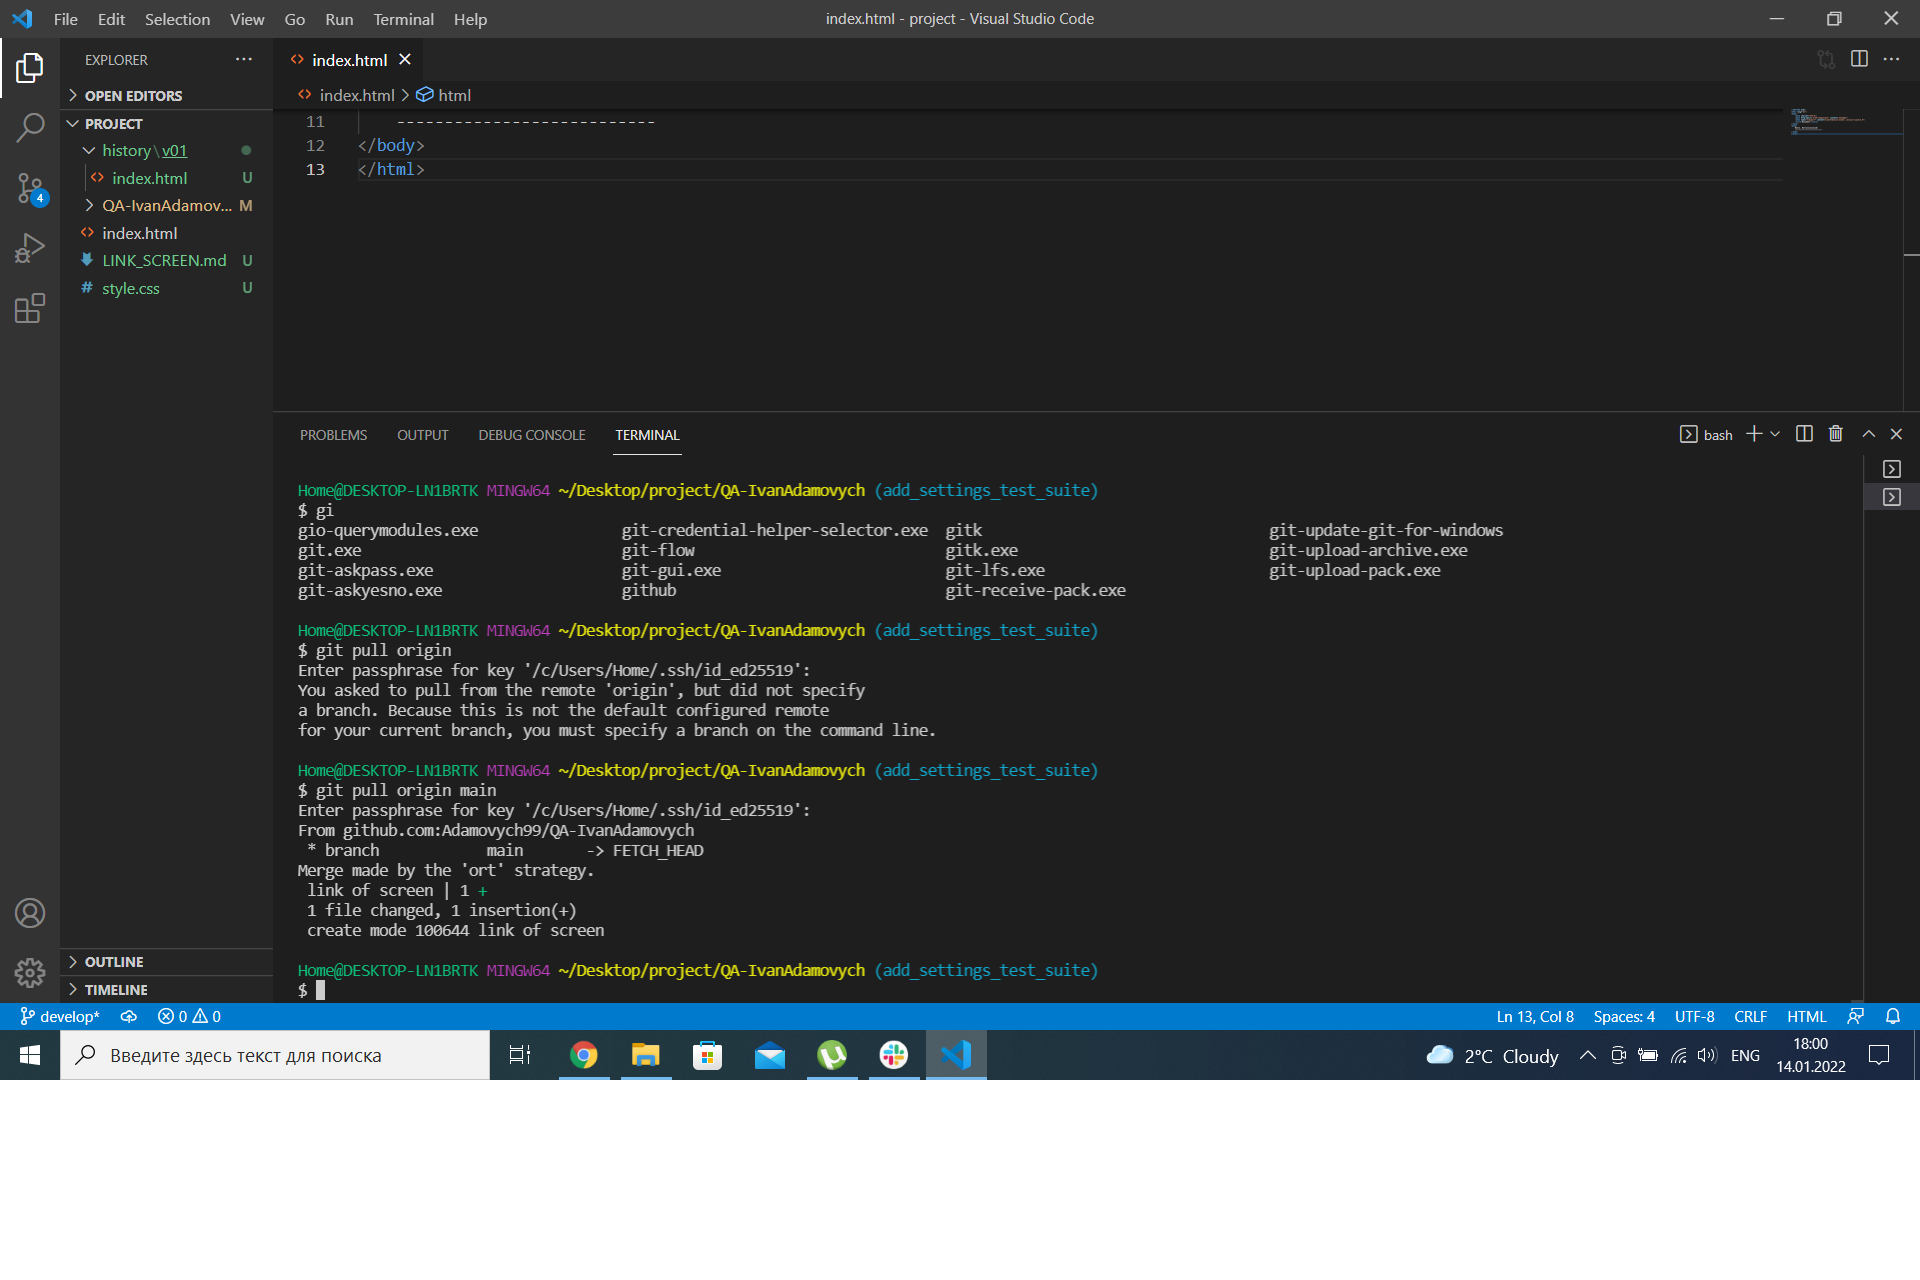 File Edit Selection View Go Run Terminal Help
index.html - project - Visual Studio Code
EXPLORER
OPEN EDITORS
PROJECT
history\v01
index.html U
QA-IvanAdamov... M
index.html
LINK_SCREEN.md U
style.css U
4
OUTLINE
TIMELINE
index.html
index.html > html
11 ---------------------------
12 </body>
13 </html>
PROBLEMS OUTPUT DEBUG CONSOLE TERMINAL
bash
Home@DESKTOP-LN1BRTK MINGW64 ~/Desktop/project/QA-IvanAdamovych (add_settings_test_suite)
$ gi
gio-querymodules.exe git-credential-helper-selector.exe gitk git-update-git-for-windows
git.exe git-flow gitk.exe git-upload-archive.exe
git-askpass.exe git-gui.exe git-lfs.exe git-upload-pack.exe
git-askyesno.exe github git-receive-pack.exe
Home@DESKTOP-LN1BRTK MINGW64 ~/Desktop/project/QA-IvanAdamovych (add_settings_test_suite)
$ git pull origin
Enter passphrase for key '/c/Users/Home/.ssh/id_ed25519':
You asked to pull from the remote 'origin', but did not specify
a branch. Because this is not the default configured remote
for your current branch, you must specify a branch on the command line.
Home@DESKTOP-LN1BRTK MINGW64 ~/Desktop/project/QA-IvanAdamovych (add_settings_test_suite)
$ git pull origin main
Enter passphrase for key '/c/Users/Home/.ssh/id_ed25519':
From github.com:Adamovych99/QA-IvanAdamovych
* branch main -> FETCH_HEAD
Merge made by the 'ort' strategy.
link of screen | 1 +
1 file changed, 1 insertion(+)
create mode 100644 link of screen
Home@DESKTOP-LN1BRTK MINGW64 ~/Desktop/project/QA-IvanAdamovych (add_settings_test_suite)
$
develop* 0 0
Ln 13, Col 8 Spaces: 4 UTF-8 CRLF HTML
Введите здесь текст для поиска
2°C Cloudy
ENG
18:00
14.01.2022